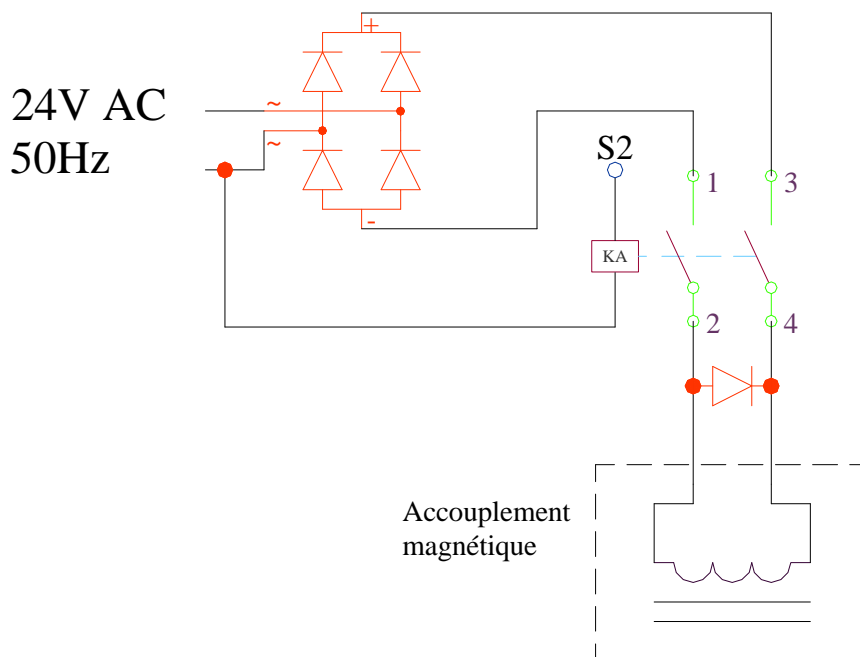 24V AC
50Hz
+
~
~
-
S2
1
3
KA
2
4
Accouplement
magnétique